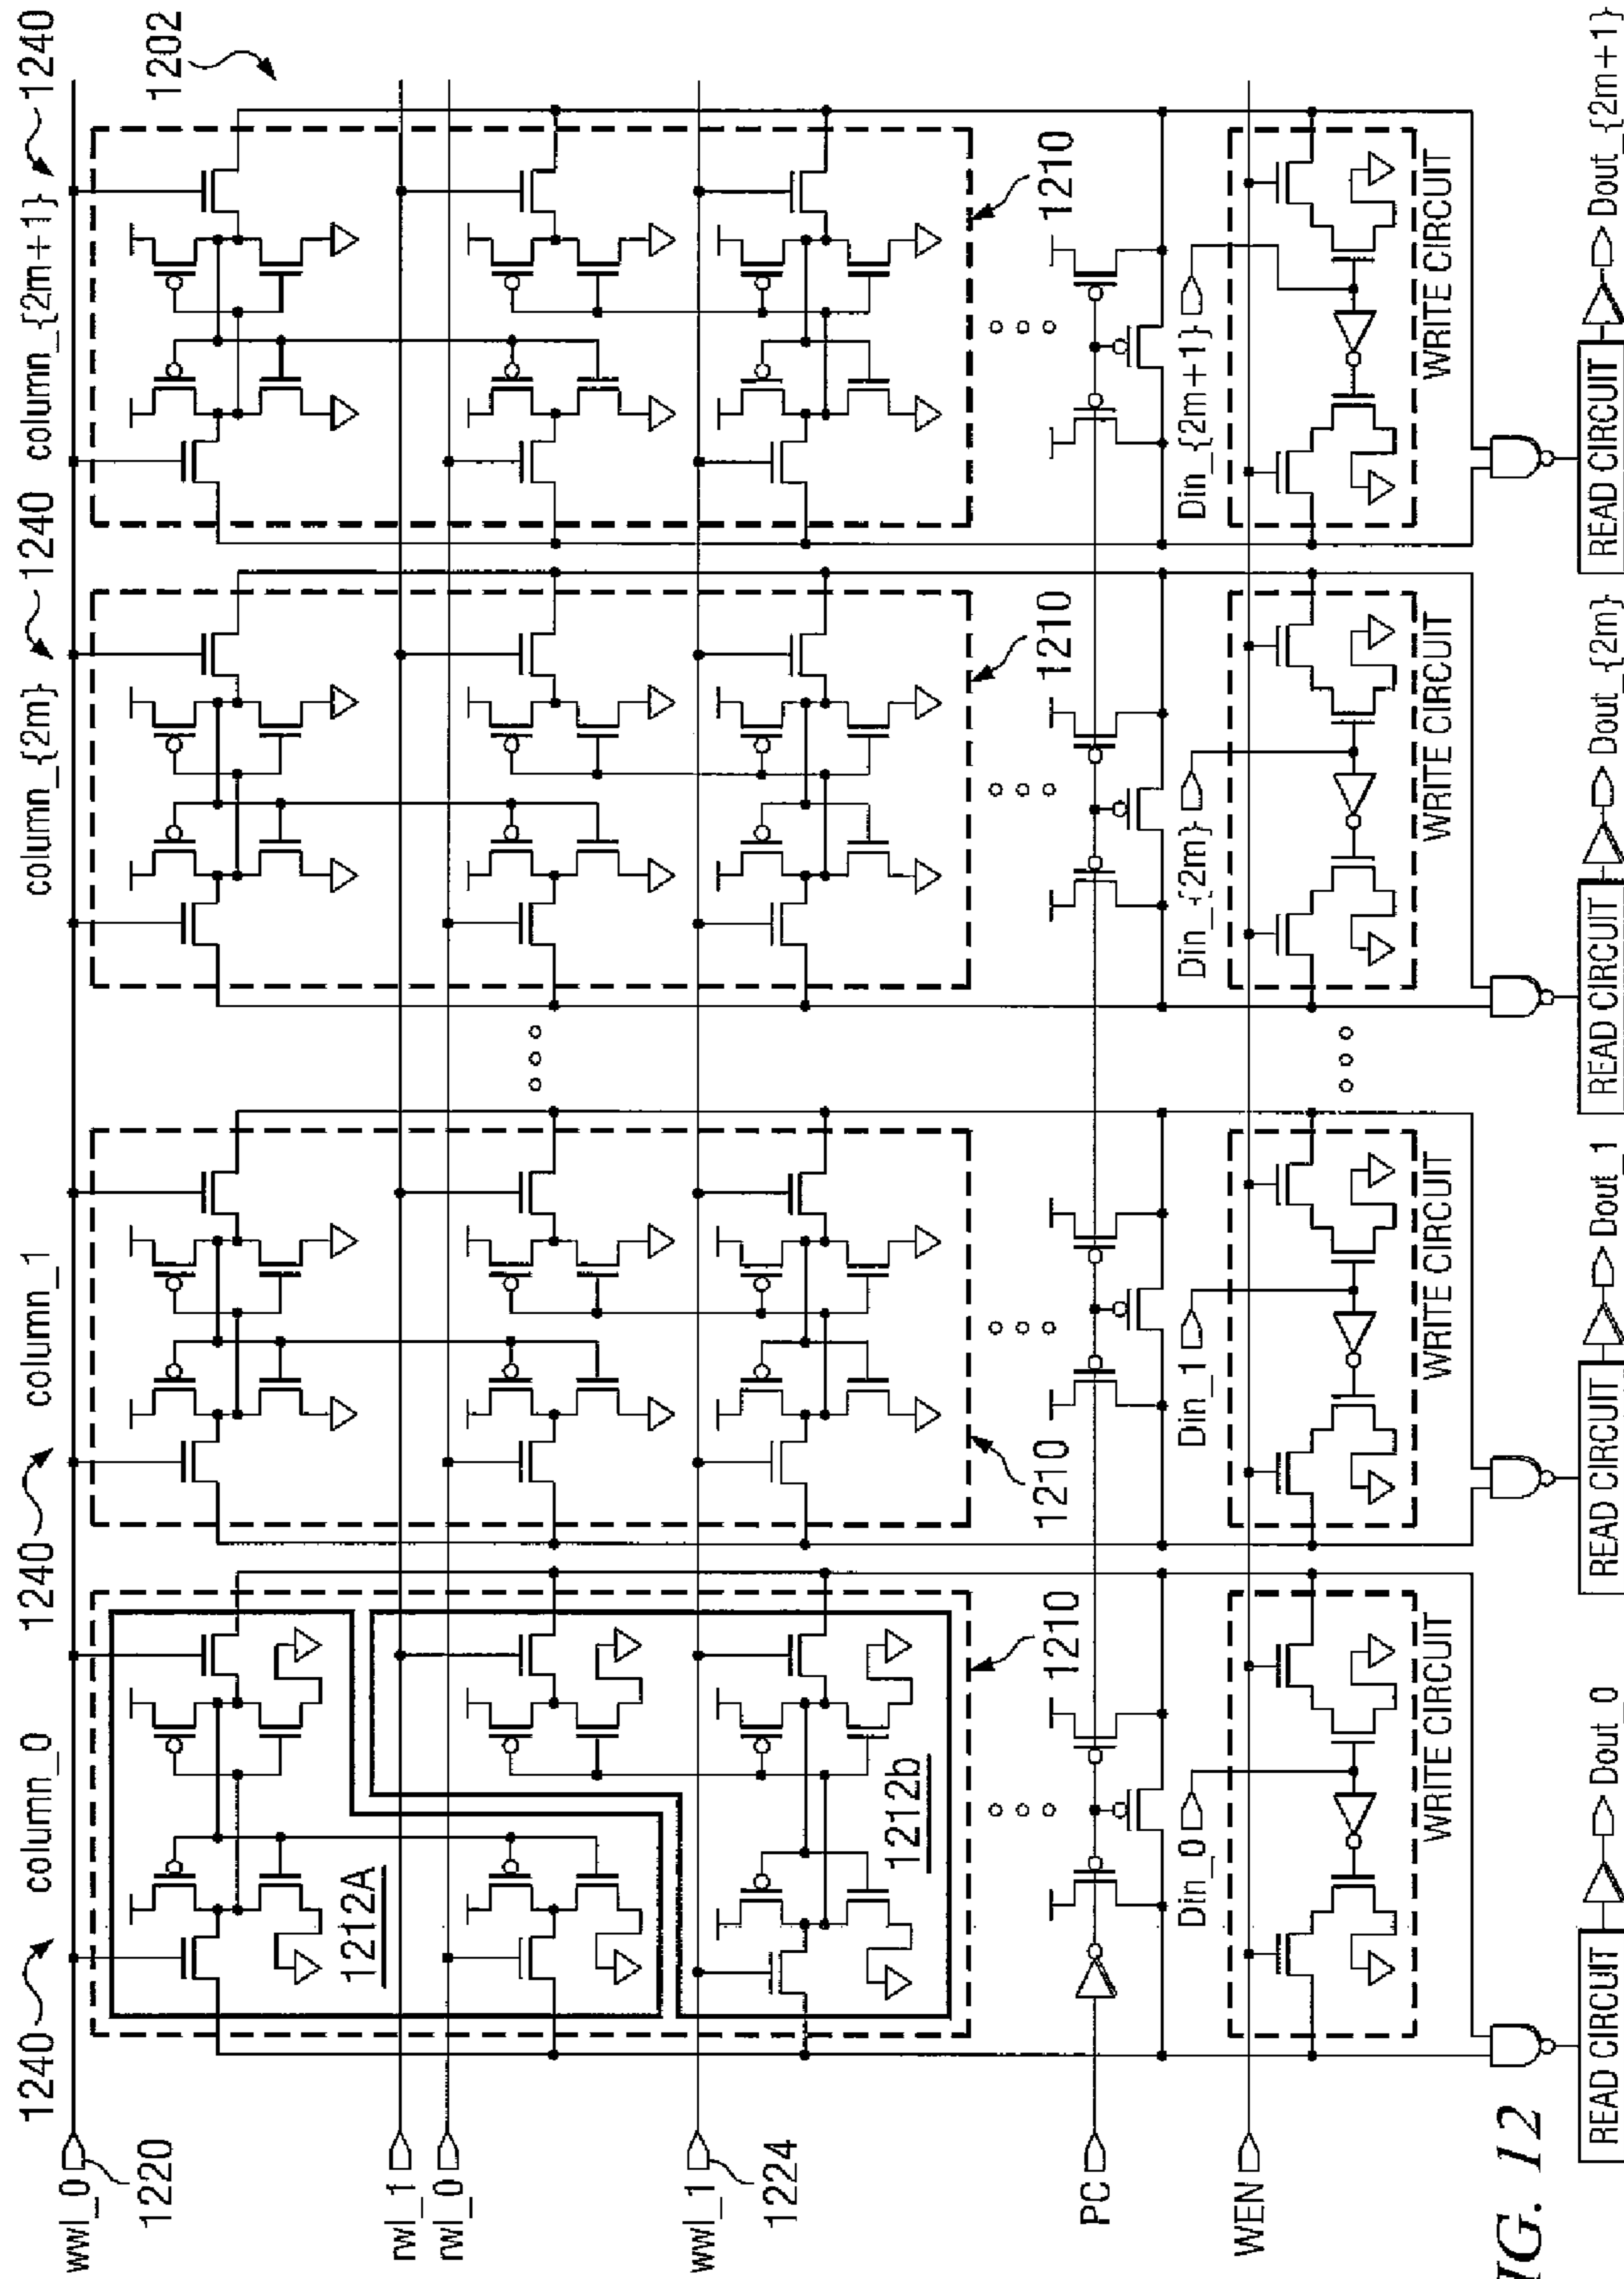 1240 column_0
1240 column_1
column_{2m} 1240
column_{2m+1} 1240
1202
wwl_0
1220
rwl_1
rwl_0
wwl_1
1224
1212A
1212b
1210
1210
1210
1210
PC
Din_0
Din_1
Din_{2m}
Din_{2m+1}
WEN
WRITE CIRCUIT
WRITE CIRCUIT
WRITE CIRCUIT
WRITE CIRCUIT
READ CIRCUIT
Dout_0
READ CIRCUIT
Dout_1
READ CIRCUIT
Dout_{2m}
READ CIRCUIT
Dout_{2m+1}
IG. 12